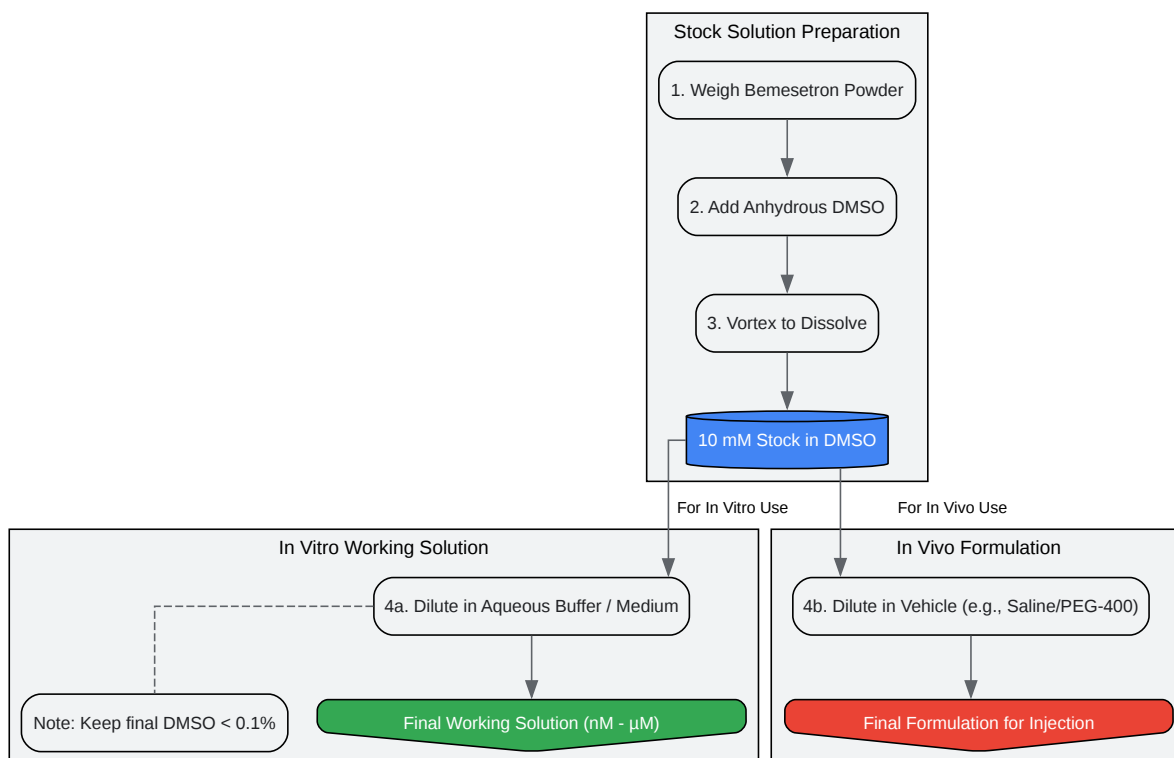 Stock Solution Preparation
1. Weigh Bemesetron Powder
2. Add Anhydrous DMSO
3. Vortex to Dissolve
10 mM Stock in DMSO
For In Vitro Use
For In Vivo Use
In Vitro Working Solution
4a. Dilute in Aqueous Buffer / Medium
Note: Keep final DMSO < 0.1%
Final Working Solution (nM - µM)
In Vivo Formulation
4b. Dilute in Vehicle (e.g., Saline/PEG-400)
Final Formulation for Injection